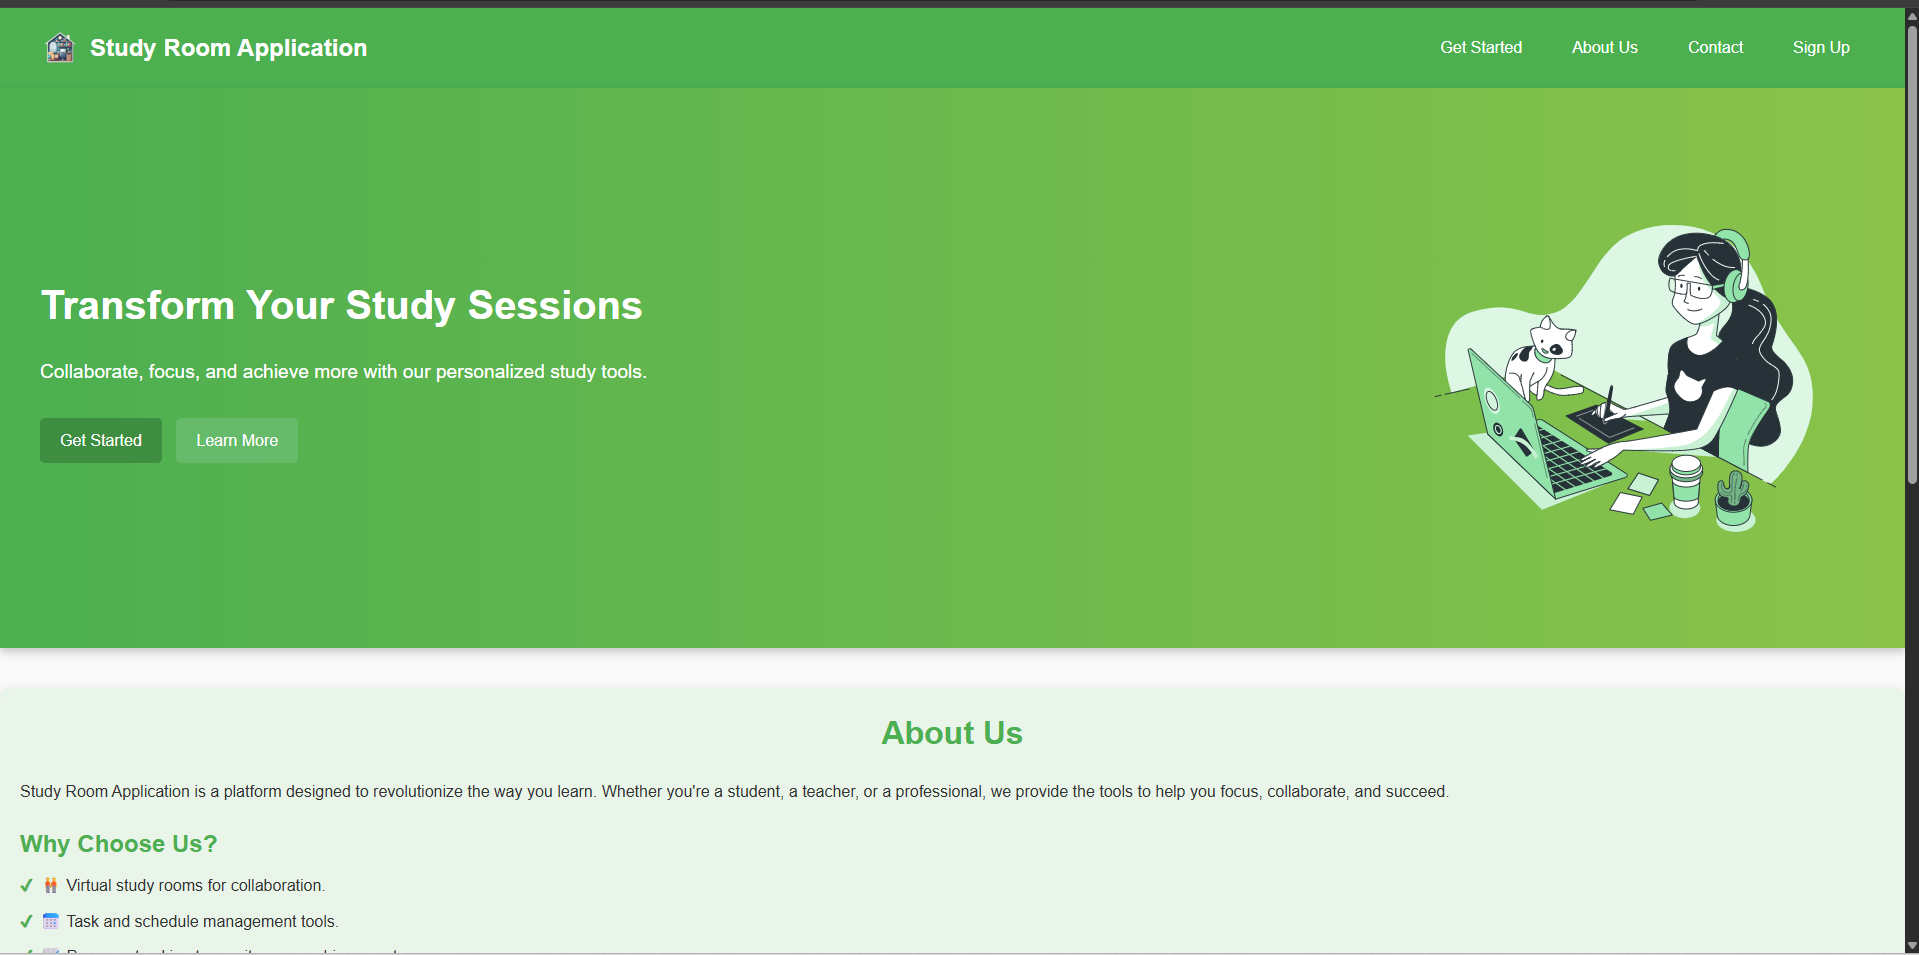 Study Room Application
Get Started
About Us
Contact
Sign Up
Transform Your Study Sessions
Collaborate, focus, and achieve more with our personalized study tools.
Get Started
Learn More
About Us
Study Room Application is a platform designed to revolutionize the way you learn. Whether you're a student, a teacher, or a professional, we provide the tools to help you focus, collaborate, and succeed.
Why Choose Us?
Virtual study rooms for collaboration.
Task and schedule management tools.